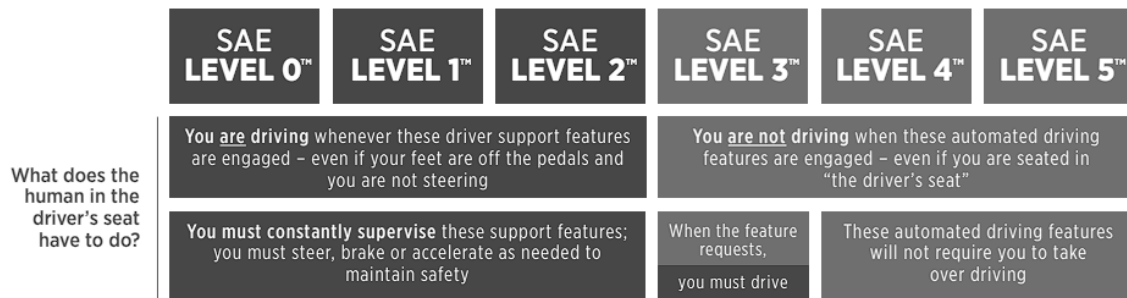 SAE
LEVEL 0™
SAE
LEVEL 1™
SAE
LEVEL 2™
SAE
LEVEL 3™
SAE
LEVEL 4™
SAE
LEVEL 5™
What does the
human in the
driver's seat
have to do?
You are driving whenever these driver support features
are engaged – even if your feet are off the pedals and
you are not steering
You are not driving when these automated driving
features are engaged – even if you are seated in
“the driver's seat”
You must constantly supervise these support features;
you must steer, brake or accelerate as needed to
maintain safety
When the feature
requests,
you must drive
These automated driving features
will not require you to take
over driving